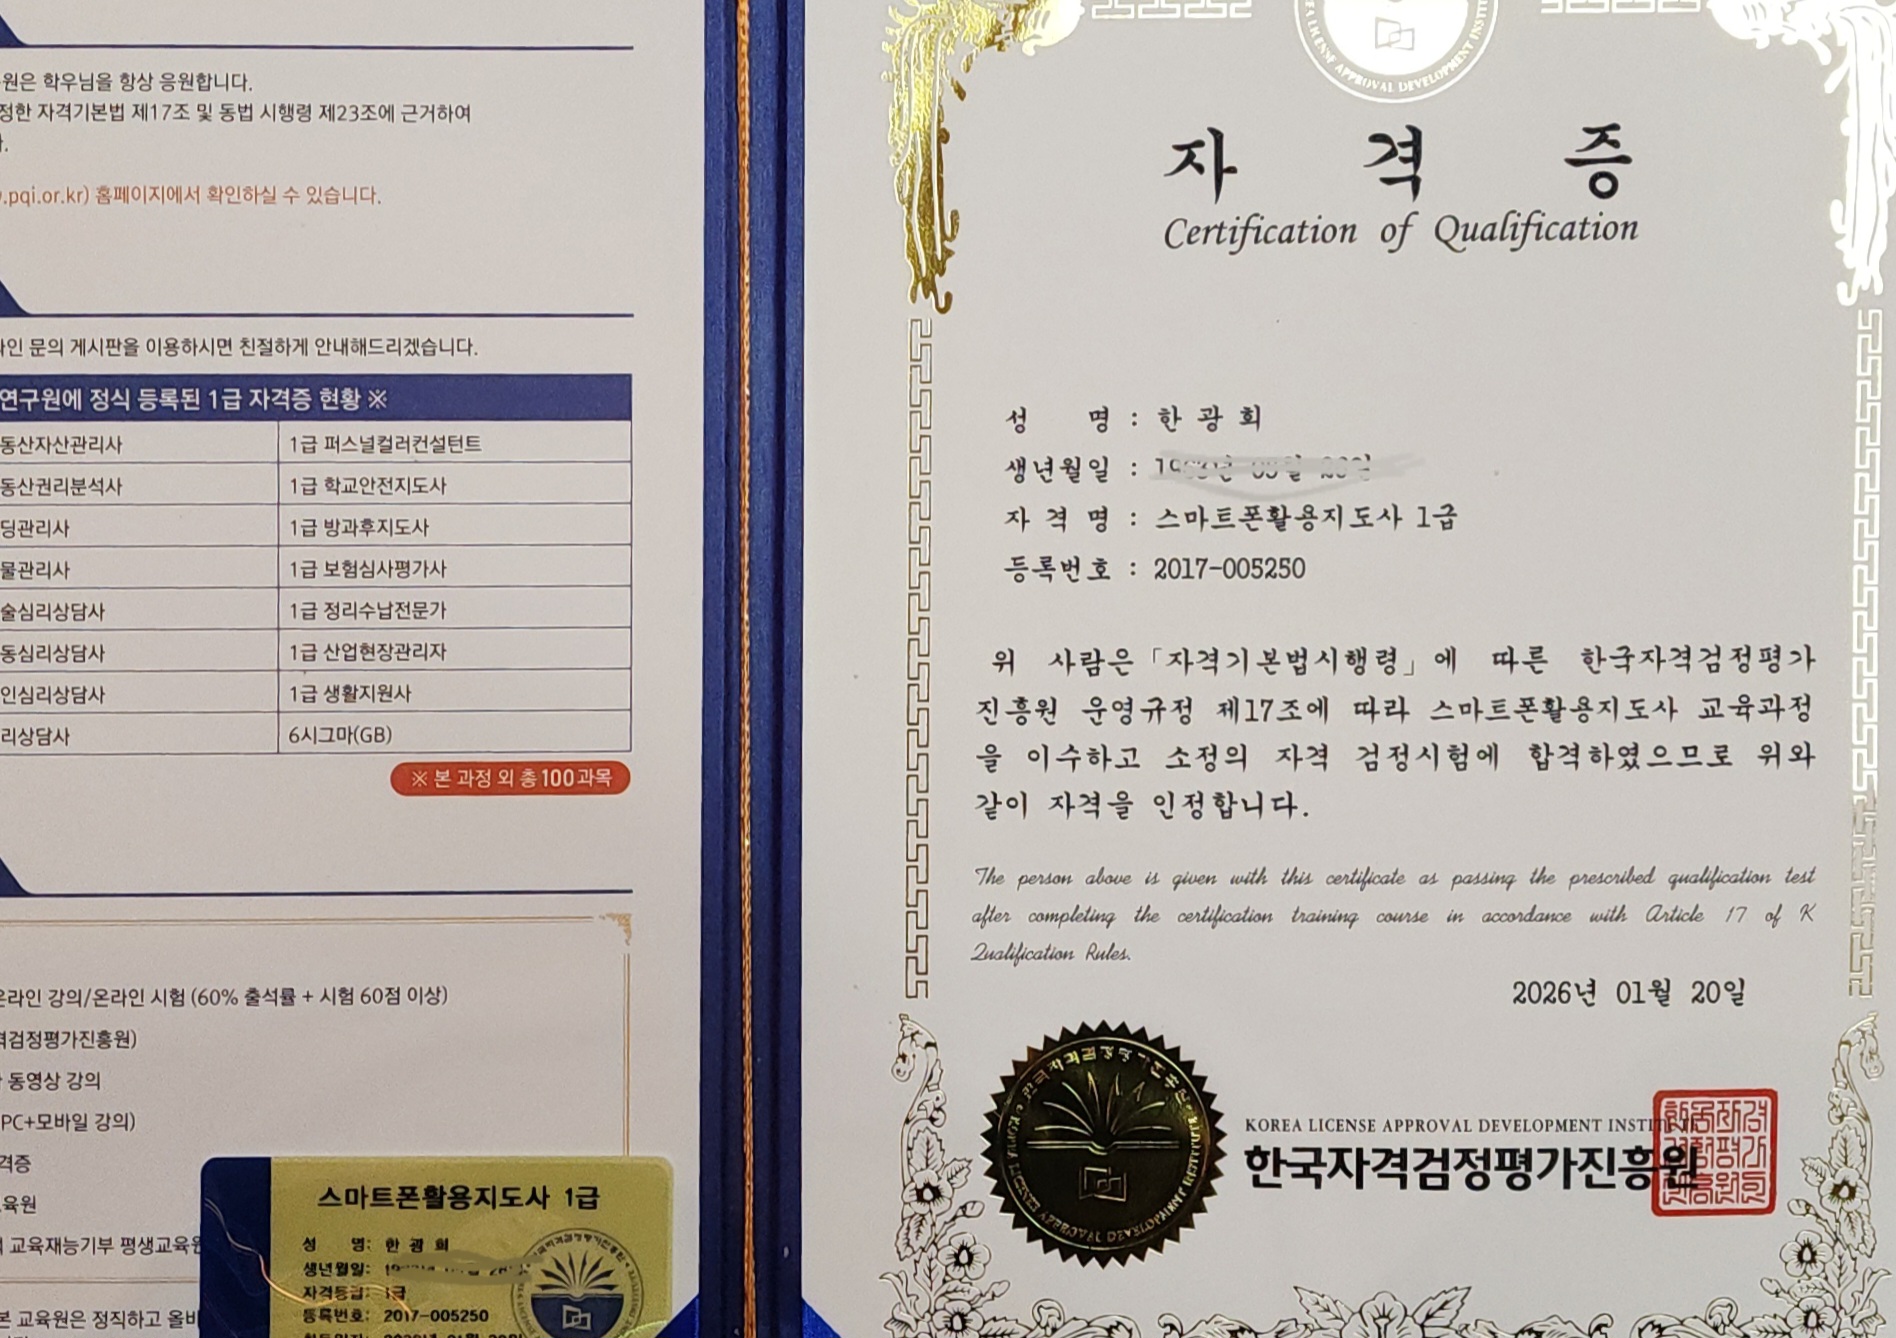 원은 학우님을 항상 응원합니다.
정한 자격기본법 제17조 및 동법 시행령 제23조에 근거하여
.pqi.or.kr) 홈페이지에서 확인하실 수 있습니다.
인 문의 게시판을 이용하시면 친절하게 안내해드리겠습니다.
연구원에 정식 등록된 1급 자격증 현황 ※
동산자산관리사 1급 퍼스널컬러컨설턴트
동산권리분석사 1급 학교안전지도사
딩관리사 1급 방과후지도사
물관리사 1급 보험심사평가사
술심리상담사 1급 정리수납전문가
동심리상담사 1급 산업현장관리자
인심리상담사 1급 생활지원사
리상담사 6시그마(GB)
※ 본 과정 외 총 100과목
온라인 강의/온라인 시험 (60% 출석률 + 시험 60점 이상)
격검정평가진흥원)
동영상 강의
PC+모바일 강의)
격증
육원
교육재능기부 평생교육원
본 교육원은 정직하고 올바
스마트폰활용지도사 1급
성 명: 한 광 희
생년월일:
자격등급: 1급
등록번호: 2017-005250
KOREA LICENSE APPROVAL DEVELOPMENT INSTITUTE
자 격 증
Certification of Qualification
성 명 : 한 광 희
생년월일 :
자 격 명 : 스마트폰활용지도사 1급
등록번호 : 2017-005250
위 사람은「자격기본법시행령」에 따른 한국자격검정평가
진흥원 운영규정 제17조에 따라 스마트폰활용지도사 교육과정
을 이수하고 소정의 자격 검정시험에 합격하였으므로 위와
같이 자격을 인정합니다.
The person above is given with this certificate as passing the prescribed qualification test
after completing the certification training course in accordance with Article 17 of K
Qualification Rules.
2026년 01월 20일
KOREA LICENSE APPROVAL DEVELOPMENT INSTITUTE
한국자격검정평가진흥원